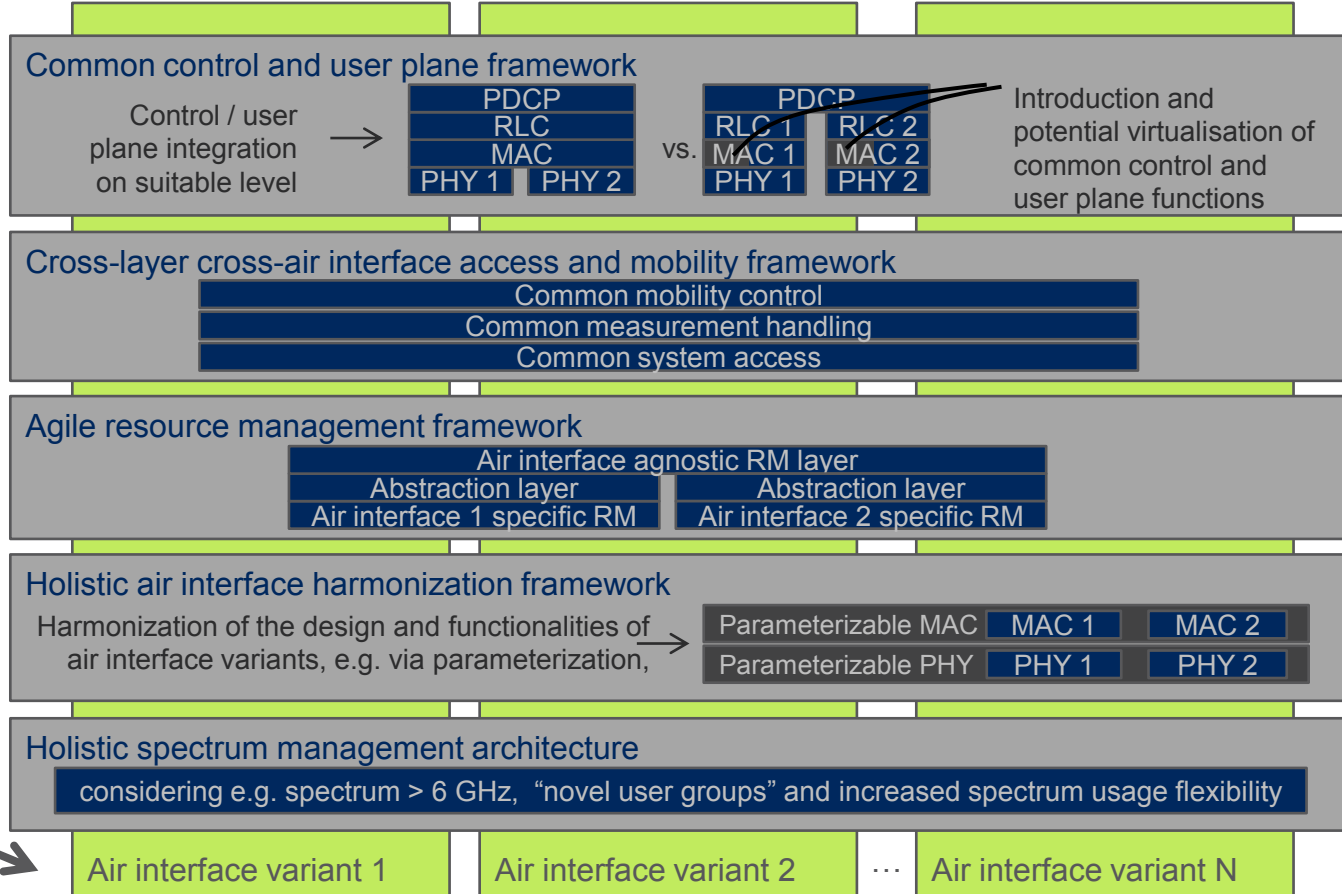 Common control and user plane framework
Control / user
plane integration
on suitable level
PDCP
RLC
MAC
PHY 1 PHY 2
vs.
PDCP
RLC 1 RLC 2
MAC 1 MAC 2
PHY 1 PHY 2
Introduction and
potential virtualisation of
common control and
user plane functions
Cross-layer cross-air interface access and mobility framework
Common mobility control
Common measurement handling
Common system access
Agile resource management framework
Air interface agnostic RM layer
Abstraction layer Abstraction layer
Air interface 1 specific RM Air interface 2 specific RM
Holistic air interface harmonization framework
Harmonization of the design and functionalities of
air interface variants, e.g. via parameterization,
Parameterizable MAC MAC 1 MAC 2
Parameterizable PHY PHY 1 PHY 2
Holistic spectrum management architecture
considering e.g. spectrum > 6 GHz, “novel user groups” and increased spectrum usage flexibility
Air interface variant 1 Air interface variant 2 … Air interface variant N